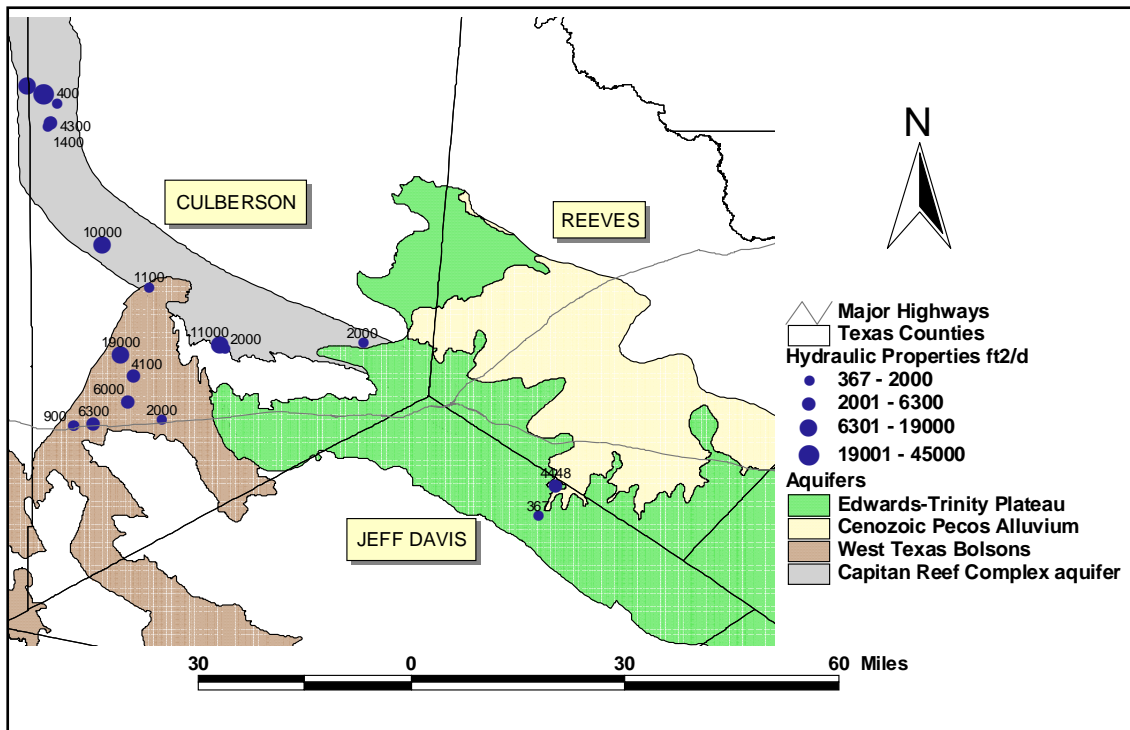 400
4300
1400
CULBERSON
REEVES
N
10000
1100
11000
2000
2000
19000
4100
6000
900
6300
2000
4448
367
JEFF DAVIS
Major Highways
Texas Counties
Hydraulic Properties ft2/d
367 - 2000
2001 - 6300
6301 - 19000
19001 - 45000
Aquifers
Edwards-Trinity Plateau
Cenozoic Pecos Alluvium
West Texas Bolsons
Capitan Reef Complex aquifer
30 0 30 60 Miles